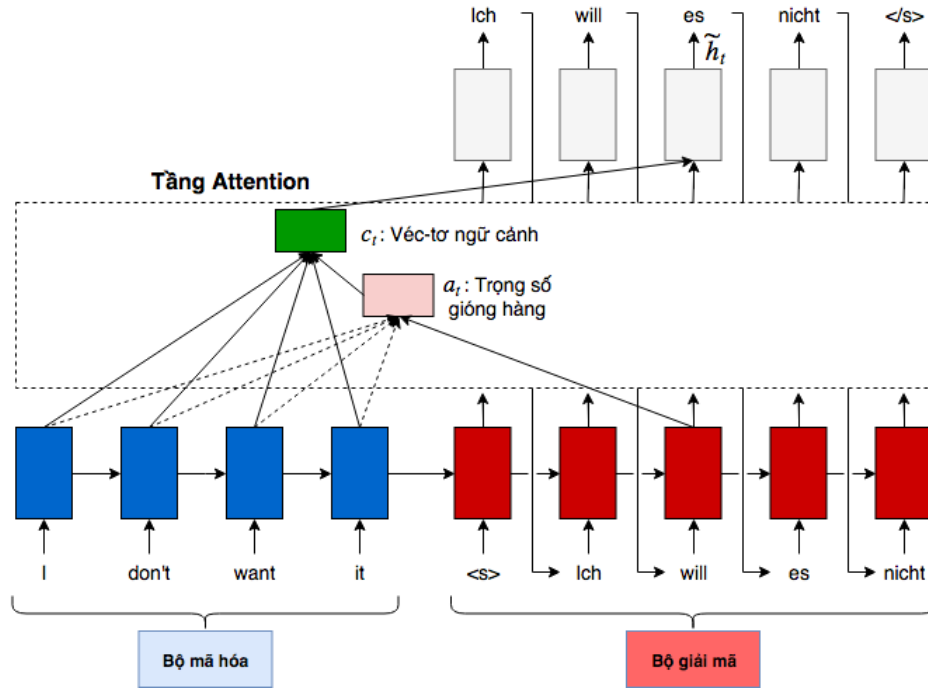 Ich will es nicht </s>
h̃ₜ
Tầng Attention
cₜ: Véc-tơ ngữ cảnh
aₜ: Trọng số
gióng hàng
I don't want it <s> Ich will es nicht
Bộ mã hóa Bộ giải mã